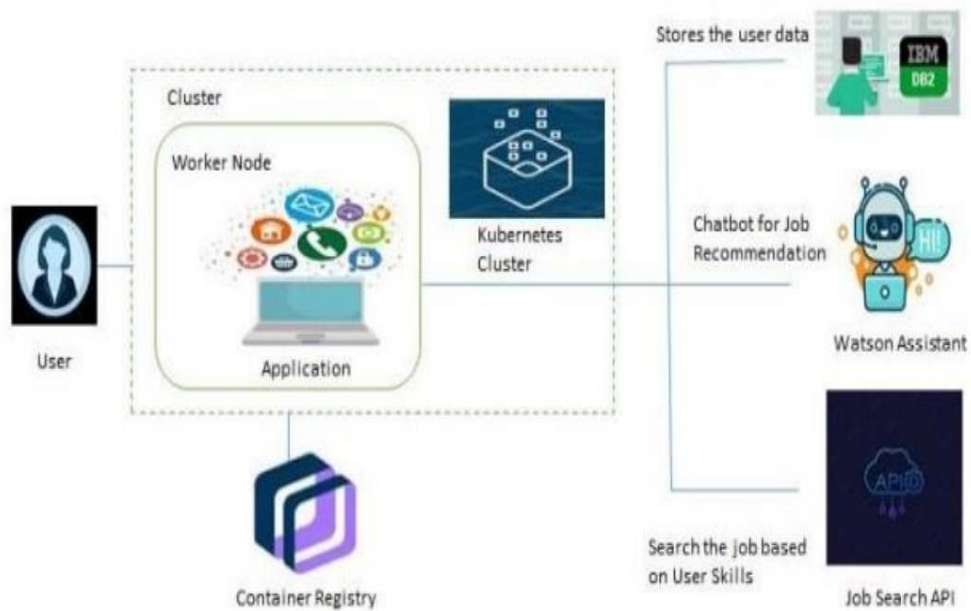 Stores the user data
IBM
DB2
Cluster
Worker Node
Kubernetes
Cluster
Chatbot for Job
Recommendation
HI!
User
Application
Watson Assistant
API
Search the job based
on User Skills
Container Registry
Job Search API